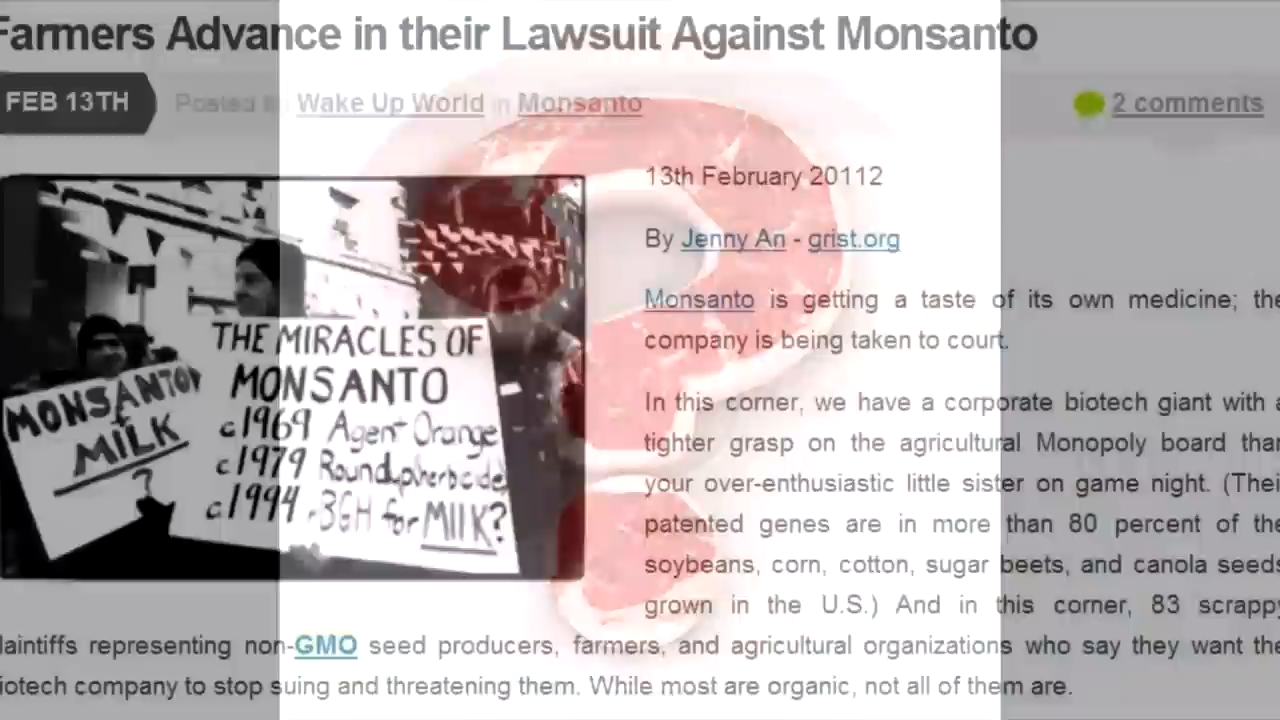 Farmers Advance in their Lawsuit Against Monsanto
FEB 13TH
Posted by Wake Up World in Monsanto
2 comments
13th February 20112
By Jenny An - grist.org
Monsanto is getting a taste of its own medicine; the
company is being taken to court.
In this corner, we have a corporate biotech giant with a
tighter grasp on the agricultural Monopoly board than
your over-enthusiastic little sister on game night. (Their
patented genes are in more than 80 percent of the
soybeans, corn, cotton, sugar beets, and canola seeds
grown in the U.S.) And in this corner, 83 scrappy
laintiffs representing non-GMO seed producers, farmers, and agricultural organizations who say they want the
iotech company to stop suing and threatening them. While most are organic, not all of them are.
MONSANTO
MILK
?
THE MIRACLES OF
MONSANTO
c1969 Agent Orange
c1979 Roundup(herbicide)
c1994 rBGH for MIlK?